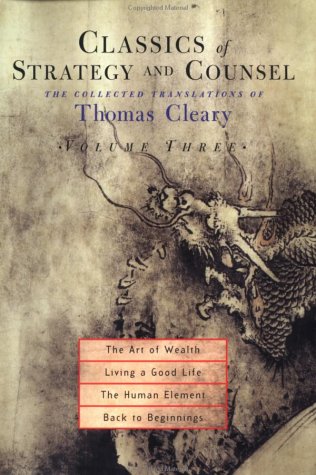 CLASSICS of
STRATEGY AND COUNSEL
THE COLLECTED TRANSLATIONS OF
Thomas Cleary
·VOLUME THREE·
The Art of Wealth
Living a Good Life
The Human Element
Back to Beginnings